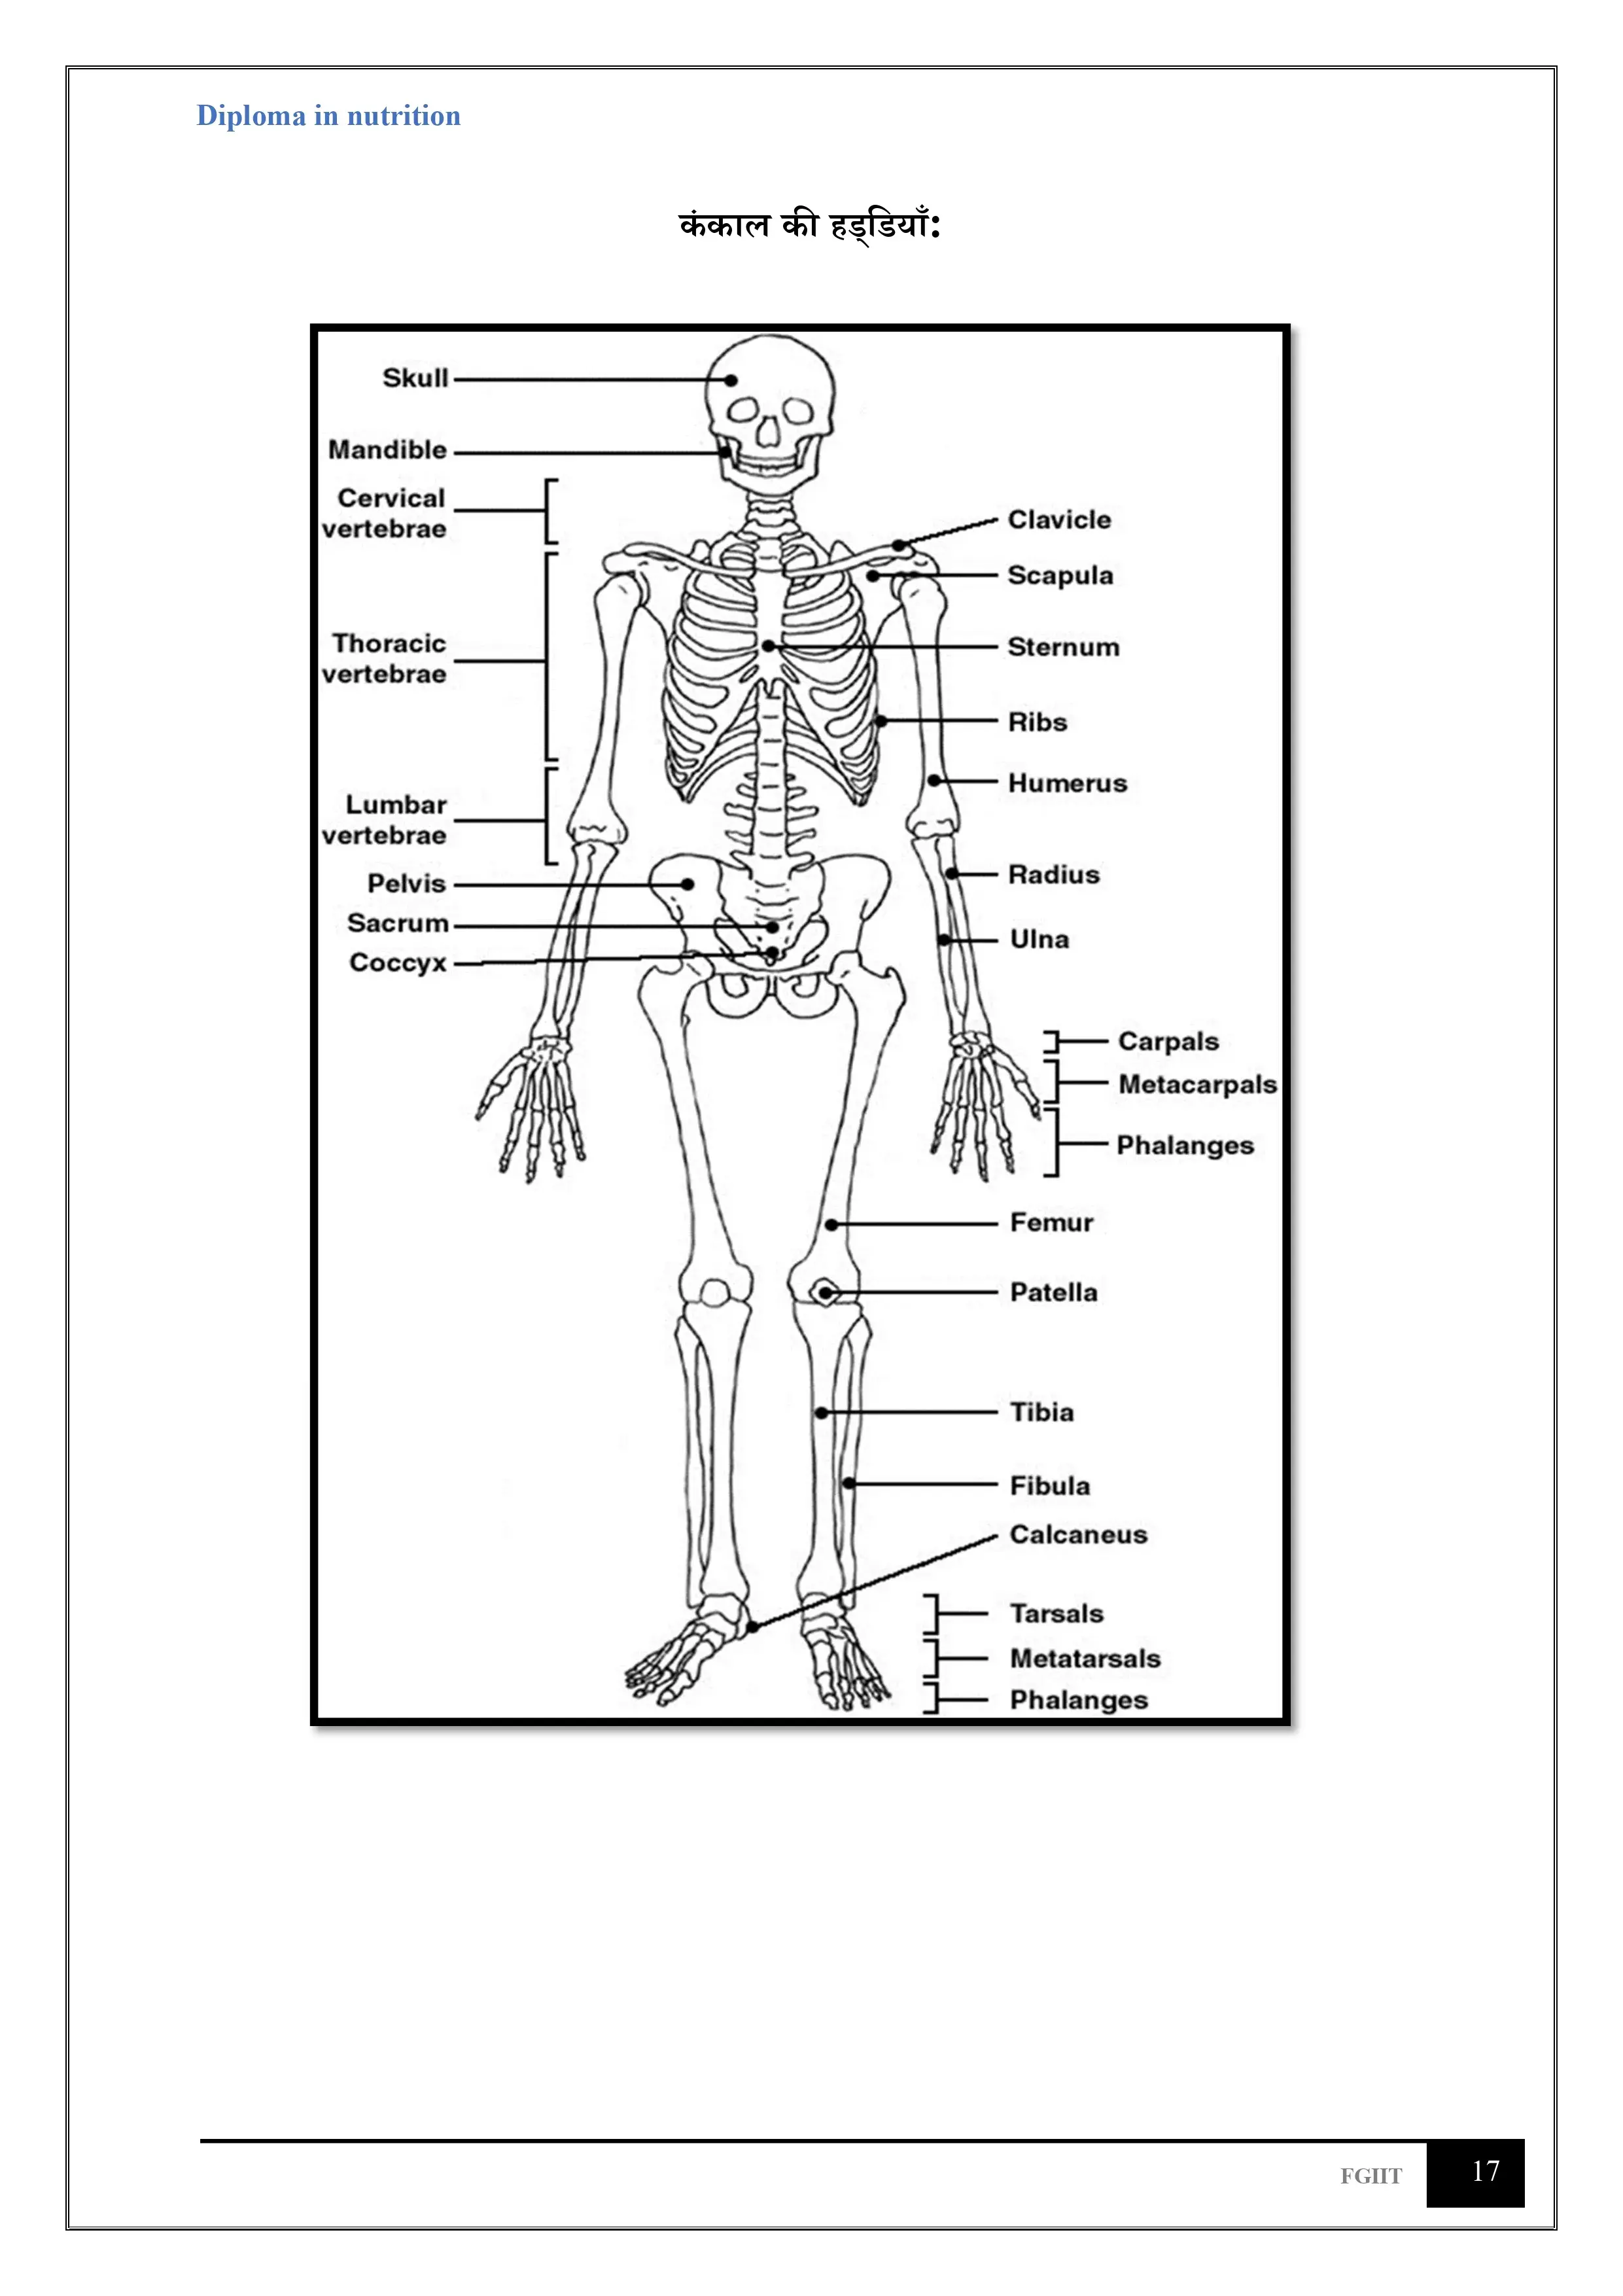 Diploma in nutrition
कंकाल की हड्डियाँ:
Skull
Mandible
Cervical
vertebrae
Thoracic
vertebrae
Lumbar
vertebrae
Pelvis
Sacrum
Coccyx
Clavicle
Scapula
Sternum
Ribs
Humerus
Radius
Ulna
Carpals
Metacarpals
Phalanges
Femur
Patella
Tibia
Fibula
Calcaneus
Tarsals
Metatarsals
Phalanges
FGIIT
17